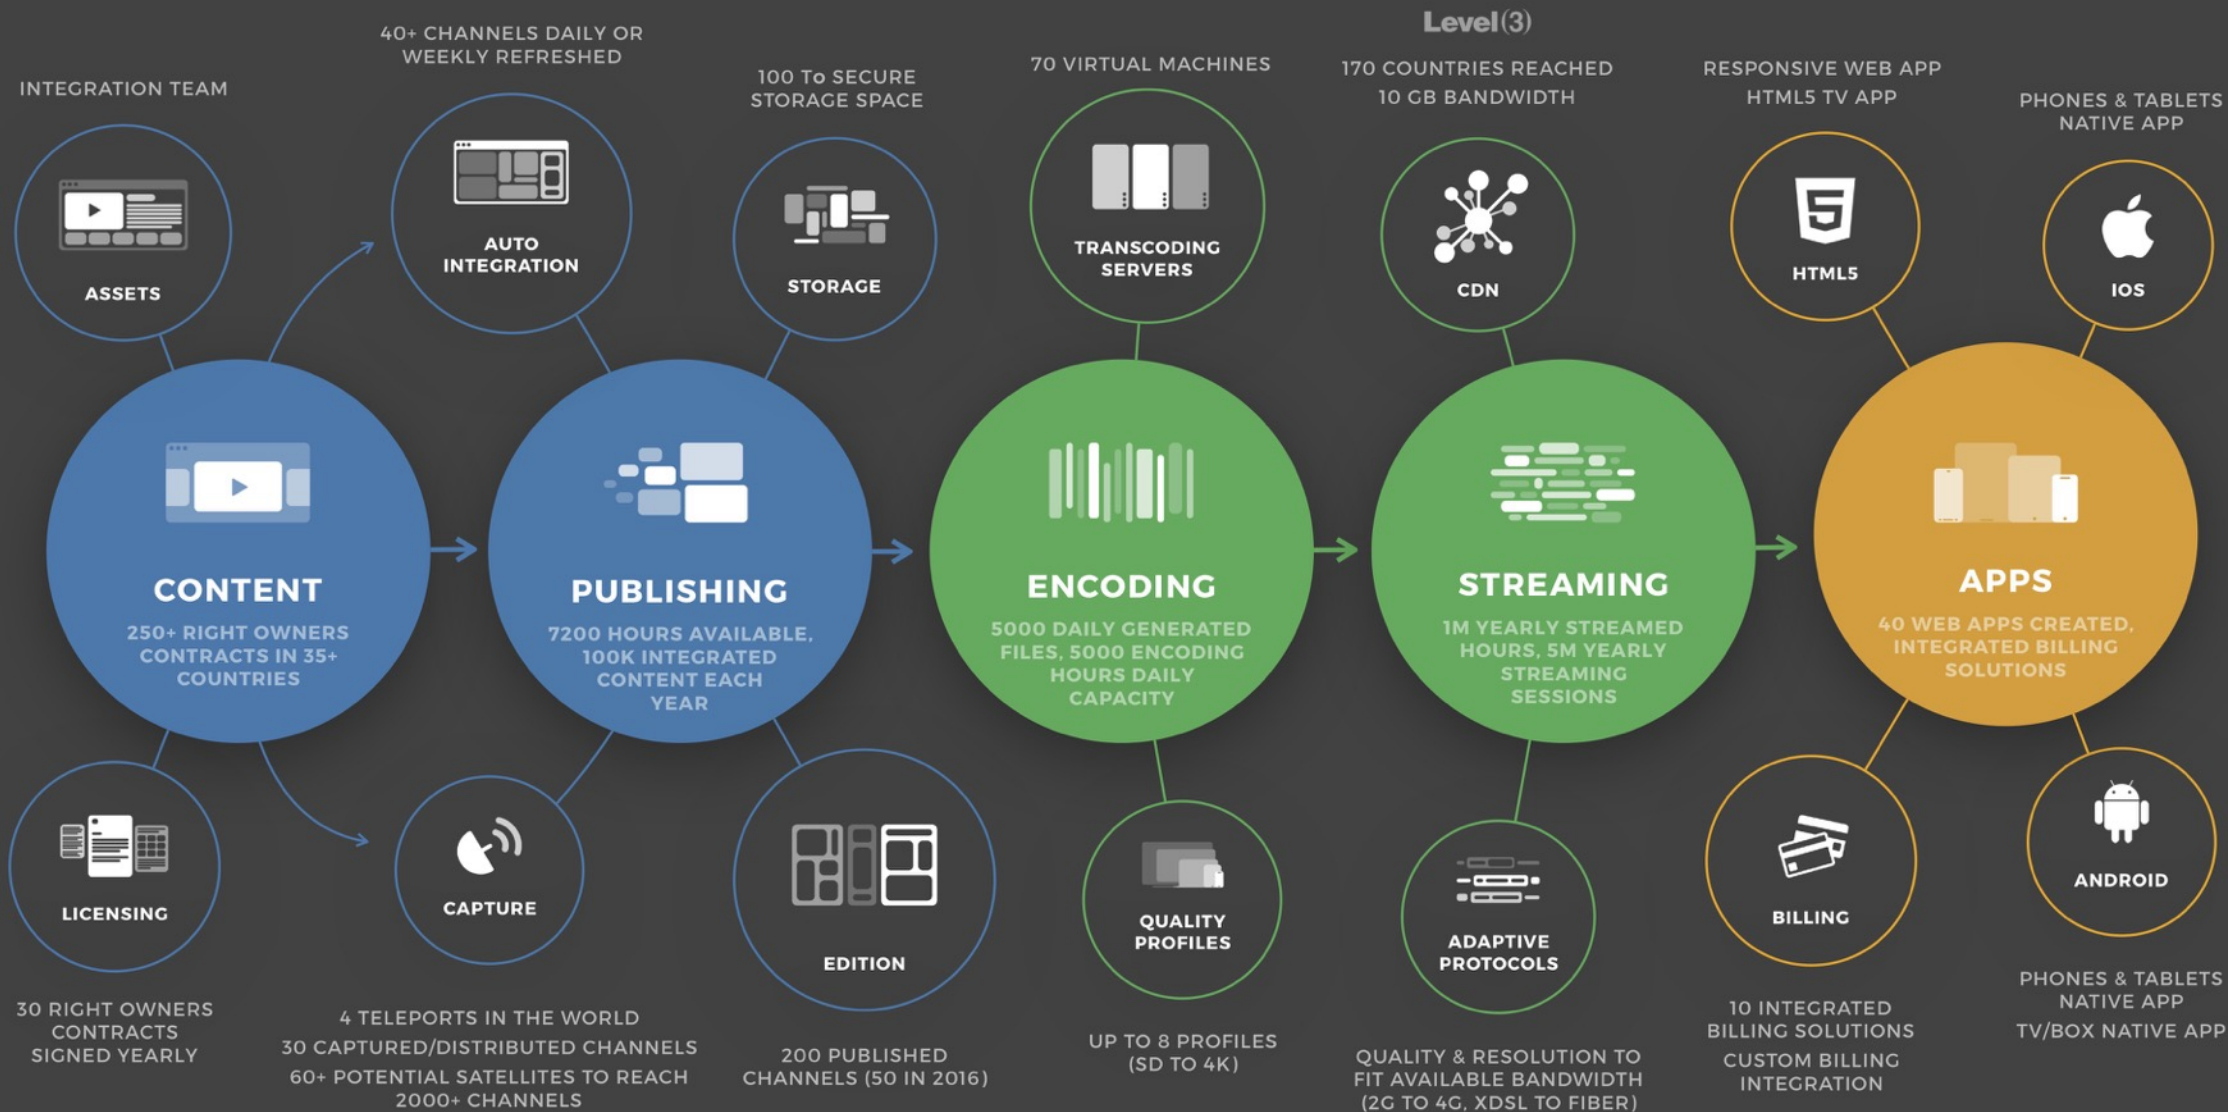 INTEGRATION TEAM
ASSETS
40+ CHANNELS DAILY OR
WEEKLY REFRESHED
AUTO
INTEGRATION
100 To SECURE
STORAGE SPACE
STORAGE
70 VIRTUAL MACHINES
TRANSCODING
SERVERS
Level(3)
170 COUNTRIES REACHED
10 GB BANDWIDTH
CDN
RESPONSIVE WEB APP
HTML5 TV APP
HTML5
PHONES & TABLETS
NATIVE APP
IOS
CONTENT
250+ RIGHT OWNERS
CONTRACTS IN 35+
COUNTRIES
PUBLISHING
7200 HOURS AVAILABLE,
100K INTEGRATED
CONTENT EACH
YEAR
ENCODING
5000 DAILY GENERATED
FILES, 5000 ENCODING
HOURS DAILY
CAPACITY
STREAMING
1M YEARLY STREAMED
HOURS, 5M YEARLY
STREAMING
SESSIONS
APPS
40 WEB APPS CREATED,
INTEGRATED BILLING
SOLUTIONS
LICENSING
30 RIGHT OWNERS
CONTRACTS
SIGNED YEARLY
CAPTURE
4 TELEPORTS IN THE WORLD
30 CAPTURED/DISTRIBUTED CHANNELS
60+ POTENTIAL SATELLITES TO REACH
2000+ CHANNELS
EDITION
200 PUBLISHED
CHANNELS (50 IN 2016)
QUALITY
PROFILES
UP TO 8 PROFILES
(SD TO 4K)
ADAPTIVE
PROTOCOLS
QUALITY & RESOLUTION TO
FIT AVAILABLE BANDWIDTH
(2G TO 4G, XDSL TO FIBER)
BILLING
10 INTEGRATED
BILLING SOLUTIONS
CUSTOM BILLING
INTEGRATION
ANDROID
PHONES & TABLETS
NATIVE APP
TV/BOX NATIVE APP